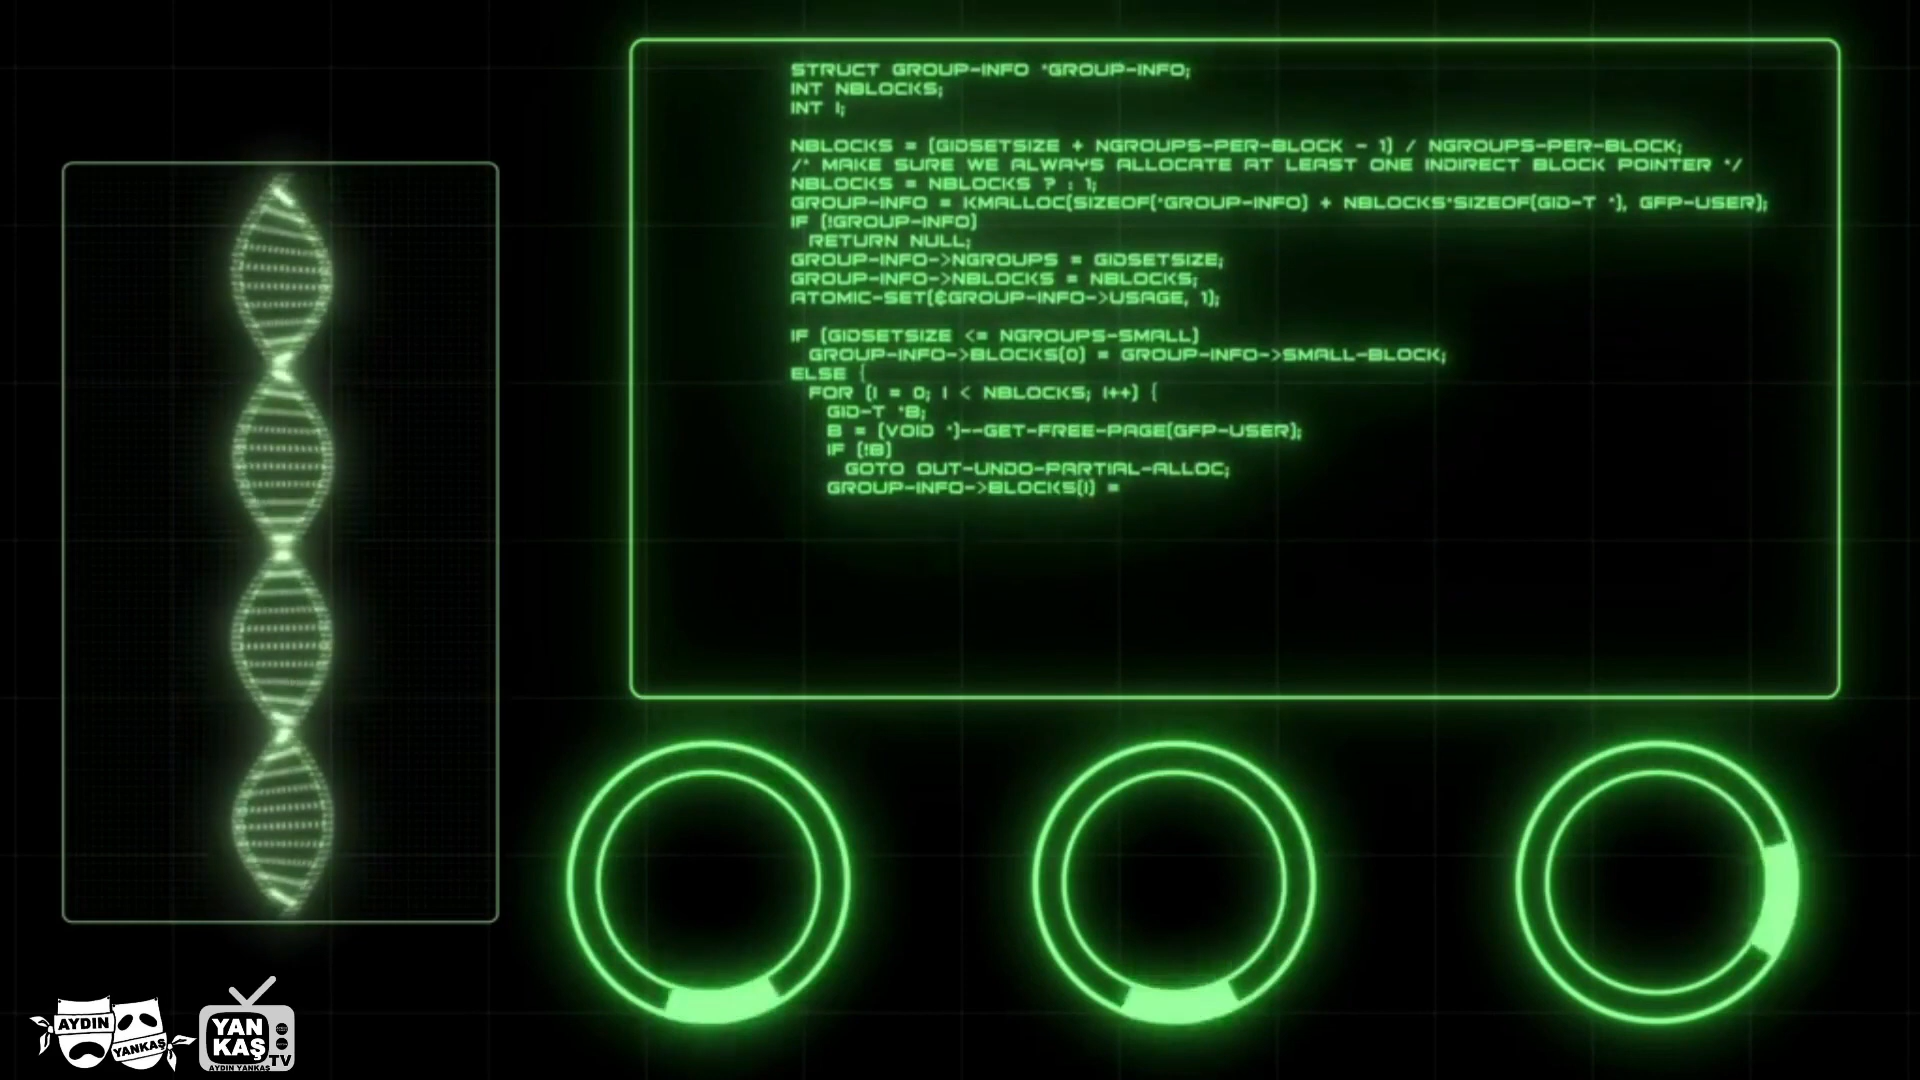 STRUCT GROUP-INFO *GROUP-INFO;
INT NBLOCKS;
INT I;
NBLOCKS = (GIDSETSIZE + NGROUPS-PER-BLOCK - 1) / NGROUPS-PER-BLOCK;
/* MAKE SURE WE ALWAYS ALLOCATE AT LEAST ONE INDIRECT BLOCK POINTER */
NBLOCKS = NBLOCKS ? : 1;
GROUP-INFO = KMALLOC(SIZEOF(*GROUP-INFO) + NBLOCKS*SIZEOF(GID-T *), GFP-USER);
IF (!GROUP-INFO)
RETURN NULL;
GROUP-INFO->NGROUPS = GIDSETSIZE;
GROUP-INFO->NBLOCKS = NBLOCKS;
ATOMIC-SET(&GROUP-INFO->USAGE, 1);
IF (GIDSETSIZE <= NGROUPS-SMALL)
GROUP-INFO->BLOCKS[0] = GROUP-INFO->SMALL-BLOCK;
ELSE {
FOR (I = 0; I < NBLOCKS; I++) {
GID-T *B;
B = (VOID *)--GET-FREE-PAGE(GFP-USER);
IF (!B)
GOTO OUT-UNDO-PARTIAL-ALLOC;
GROUP-INFO->BLOCKS[I] =
AYDIN
YANKAŞ
YAN
KAŞ
TV
AYDIN YANKAŞ